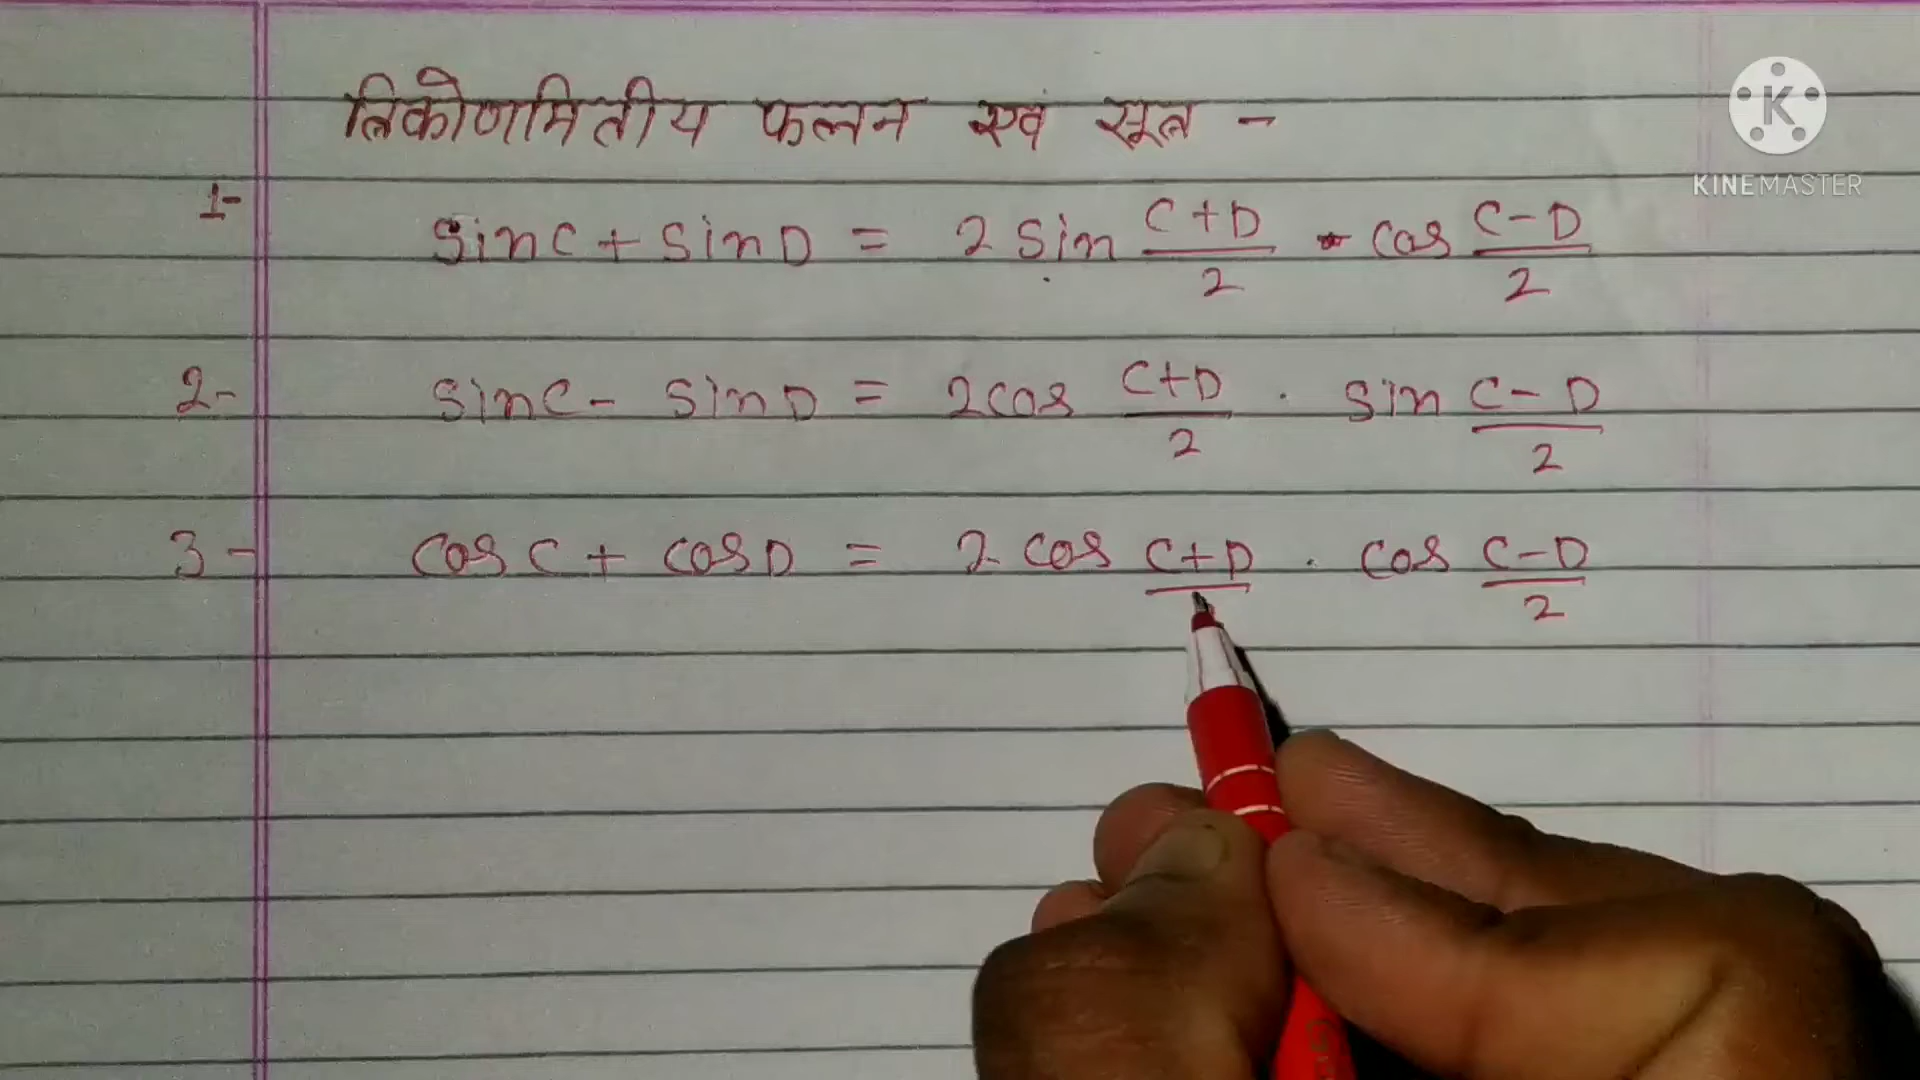 त्रिकोणमितीय फलन एवं सूत्र -
KINEMASTER
1- sinC + sinD = 2 sin (C+D)/2 · cos (C-D)/2
2- sinC - sinD = 2cos (C+D)/2 · sin (C-D)/2
3- cosC + cosD = 2 cos (C+D)/ · cos (C-D)/2